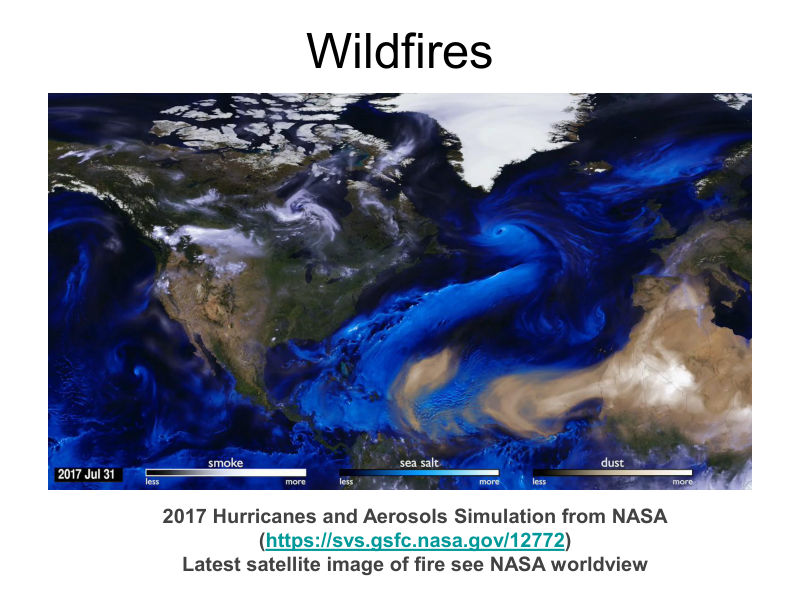 Wildfires
smoke
sea salt
dust
2017 Jul 31
less
more
less
more
less
more
2017 Hurricanes and Aerosols Simulation from NASA
(https://svs.gsfc.nasa.gov/12772)
Latest satellite image of fire see NASA worldview